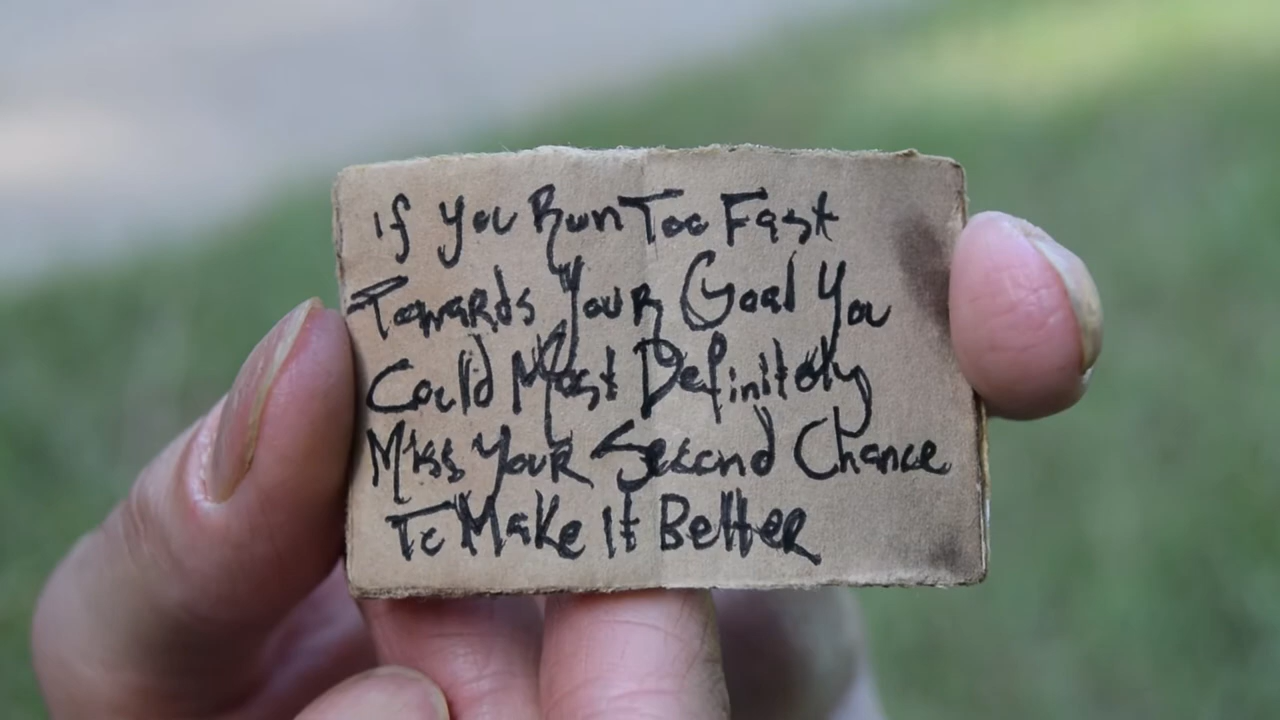 If You Run Too Fast
Towards Your Goal You
Could Most Definitely
Miss Your Second Chance
To Make It Better